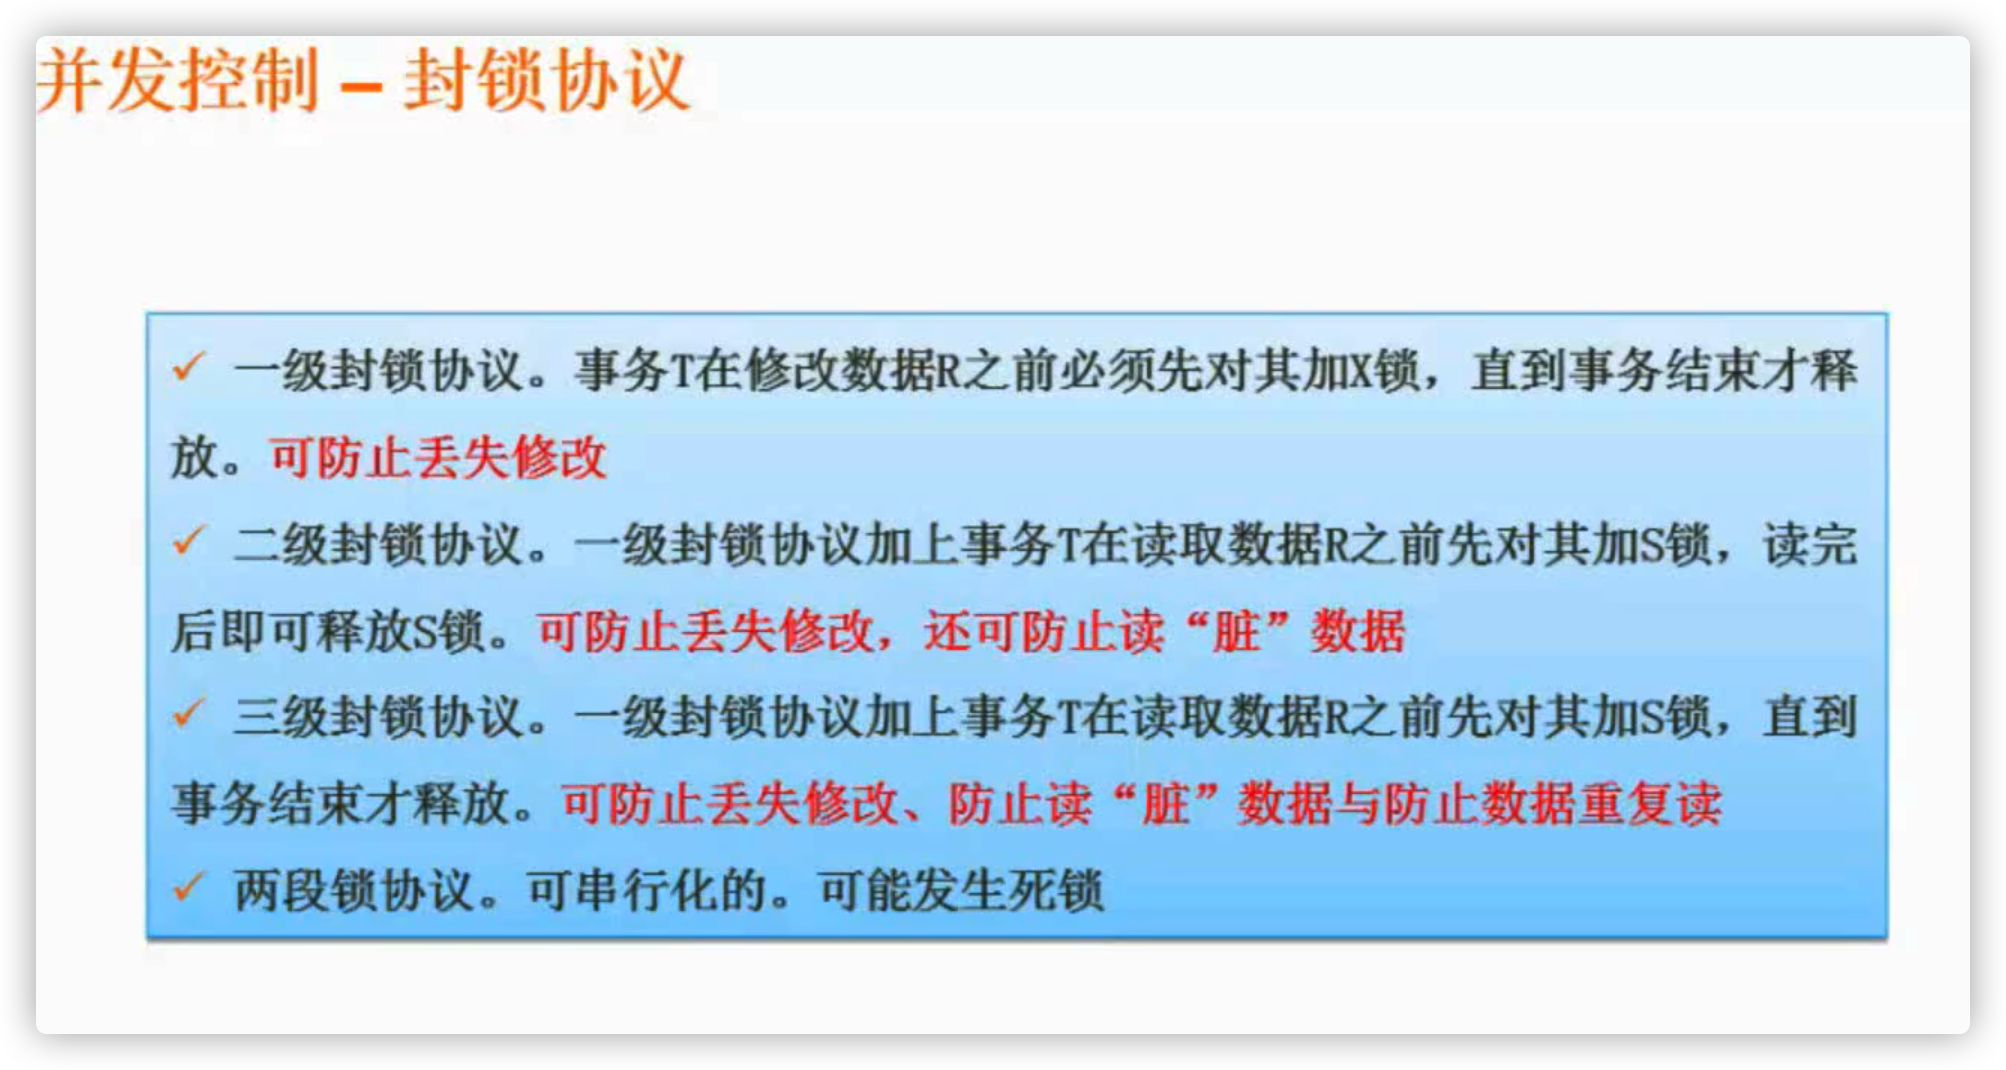 并发控制 – 封锁协议
✓ 一级封锁协议。事务T在修改数据R之前必须先对其加X锁，直到事务结束才释
放。可防止丢失修改
✓ 二级封锁协议。一级封锁协议加上事务T在读取数据R之前先对其加S锁，读完
后即可释放S锁。可防止丢失修改，还可防止读“脏”数据
✓ 三级封锁协议。一级封锁协议加上事务T在读取数据R之前先对其加S锁，直到
事务结束才释放。可防止丢失修改、防止读“脏”数据与防止数据重复读
✓ 两段锁协议。可串行化的。可能发生死锁